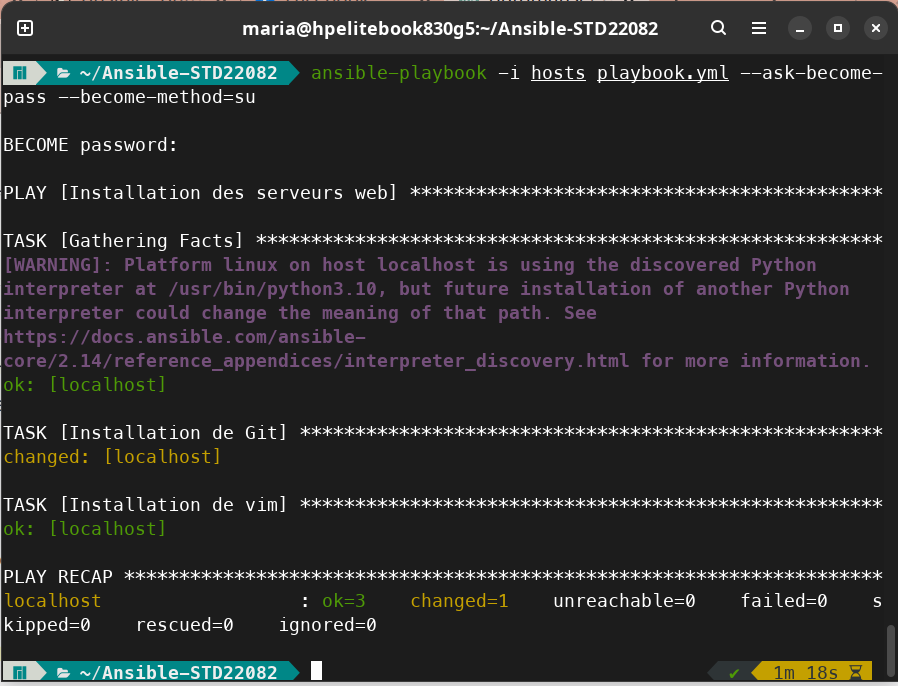 maria@hpelitebook830g5:~/Ansible-STD22082
~/Ansible-STD22082 ansible-playbook -i hosts playbook.yml --ask-become-
pass --become-method=su
BECOME password:
PLAY [Installation des serveurs web] *******************************************
TASK [Gathering Facts] *********************************************************
[WARNING]: Platform linux on host localhost is using the discovered Python
interpreter at /usr/bin/python3.10, but future installation of another Python
interpreter could change the meaning of that path. See
https://docs.ansible.com/ansible-
core/2.14/reference_appendices/interpreter_discovery.html for more information.
ok: [localhost]
TASK [Installation de Git] *****************************************************
changed: [localhost]
TASK [Installation de vim] *****************************************************
ok: [localhost]
PLAY RECAP *********************************************************************
localhost : ok=3 changed=1 unreachable=0 failed=0 s
kipped=0 rescued=0 ignored=0
~/Ansible-STD22082 ✔ 1m 18s